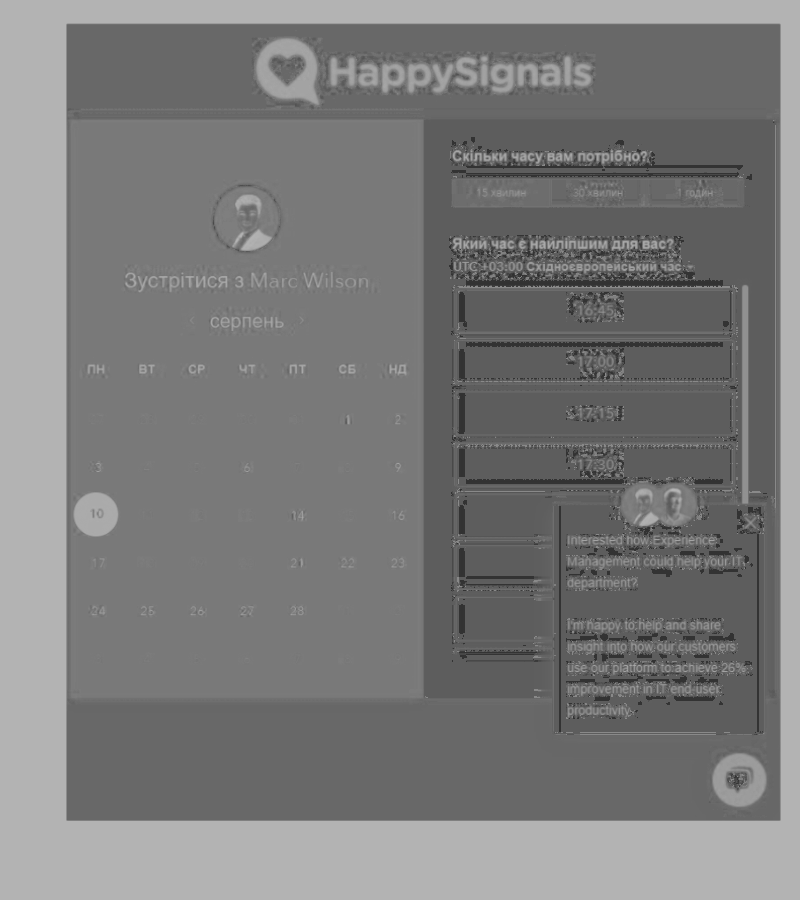 HappySignals
Зустрітися з Marc Wilson
серпень
ПН ВТ СР ЧТ ПТ СБ НД
1 2
3 6 9
10 14 16
17 21 22 23
24 25 26 27 28
Скільки часу вам потрібно?
15 хвилин 30 хвилин 1 годин
Який час є найліпшим для вас?
UTC +03:00 Східноєвропейський час
16:45
17:00
17:15
17:30
Interested how Experience
Management could help your IT
department?
I'm happy to help and share
insight into how our customers
use our platform to achieve 26%
improvement in IT end-user
productivity.